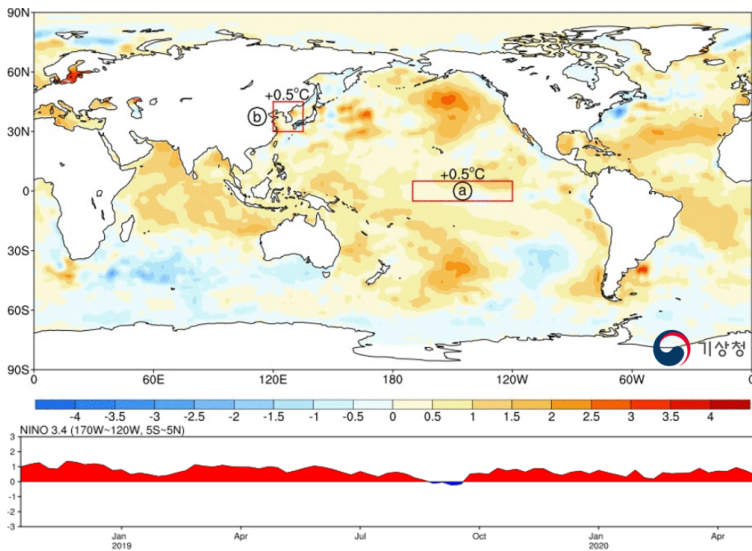 90N
60N
30N
0
30S
60S
90S
+0.5°C
ⓑ
+0.5°C
ⓐ
기상청
0 60E 120E 180 120W 60W 0
-4 -3.5 -3 -2.5 -2 -1.5 -1 -0.5 0 0.5 1 1.5 2 2.5 3 3.5 4
NINO 3.4 (170W~120W, 5S~5N)
3
2
1
0
-1
-2
-3
Jan Apr Jul Oct Jan Apr
2019 2020